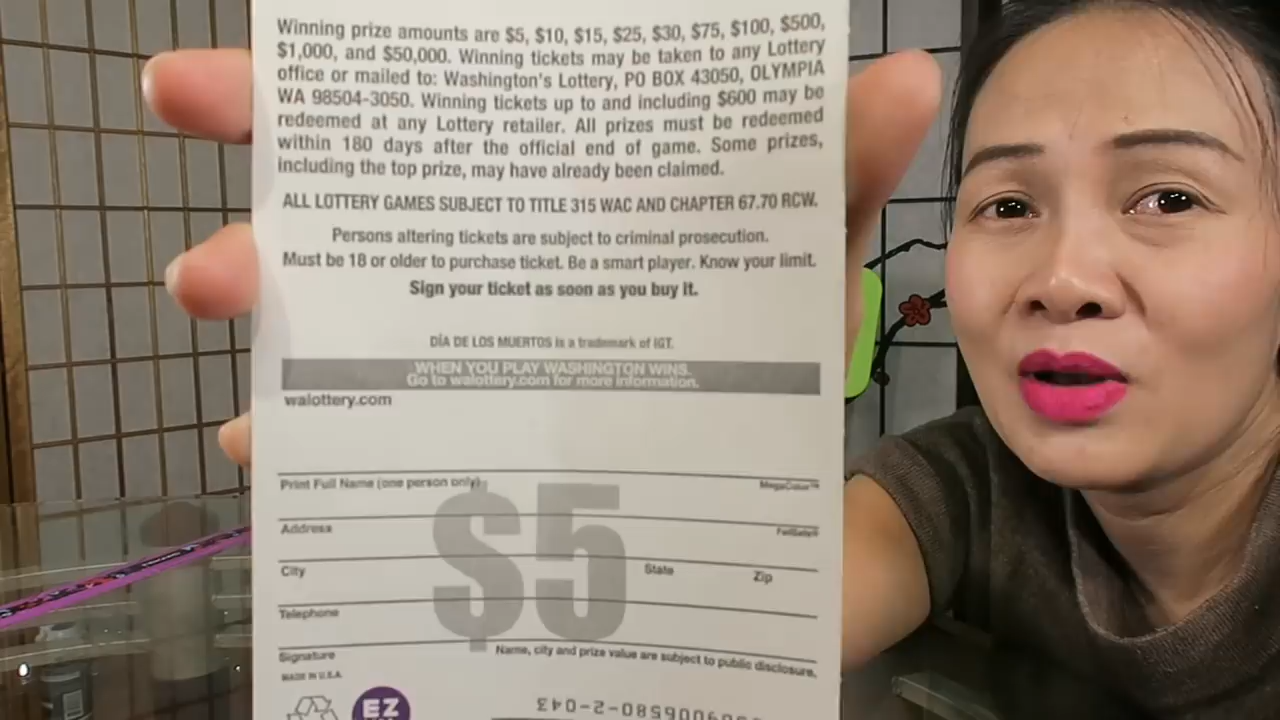 Winning prize amounts are $5, $10, $15, $25, $30, $75, $100, $500,
$1,000, and $50,000. Winning tickets may be taken to any Lottery
office or mailed to: Washington's Lottery, PO BOX 43050, OLYMPIA
WA 98504-3050. Winning tickets up to and including $600 may be
redeemed at any Lottery retailer. All prizes must be redeemed
within 180 days after the official end of game. Some prizes,
including the top prize, may have already been claimed.
ALL LOTTERY GAMES SUBJECT TO TITLE 315 WAC AND CHAPTER 67.70 RCW.
Persons altering tickets are subject to criminal prosecution.
Must be 18 or older to purchase ticket. Be a smart player. Know your limit.
Sign your ticket as soon as you buy it.
DÍA DE LOS MUERTOS is a trademark of IGT.
WHEN YOU PLAY WASHINGTON WINS.
Go to walottery.com for more information.
walottery.com
Print Full Name (one person only)
MegaColor™
Address
$5
City State Zip
Telephone
Signature
Name, city and prize value are subject to public disclosure.
MADE IN U.S.A.
EZ